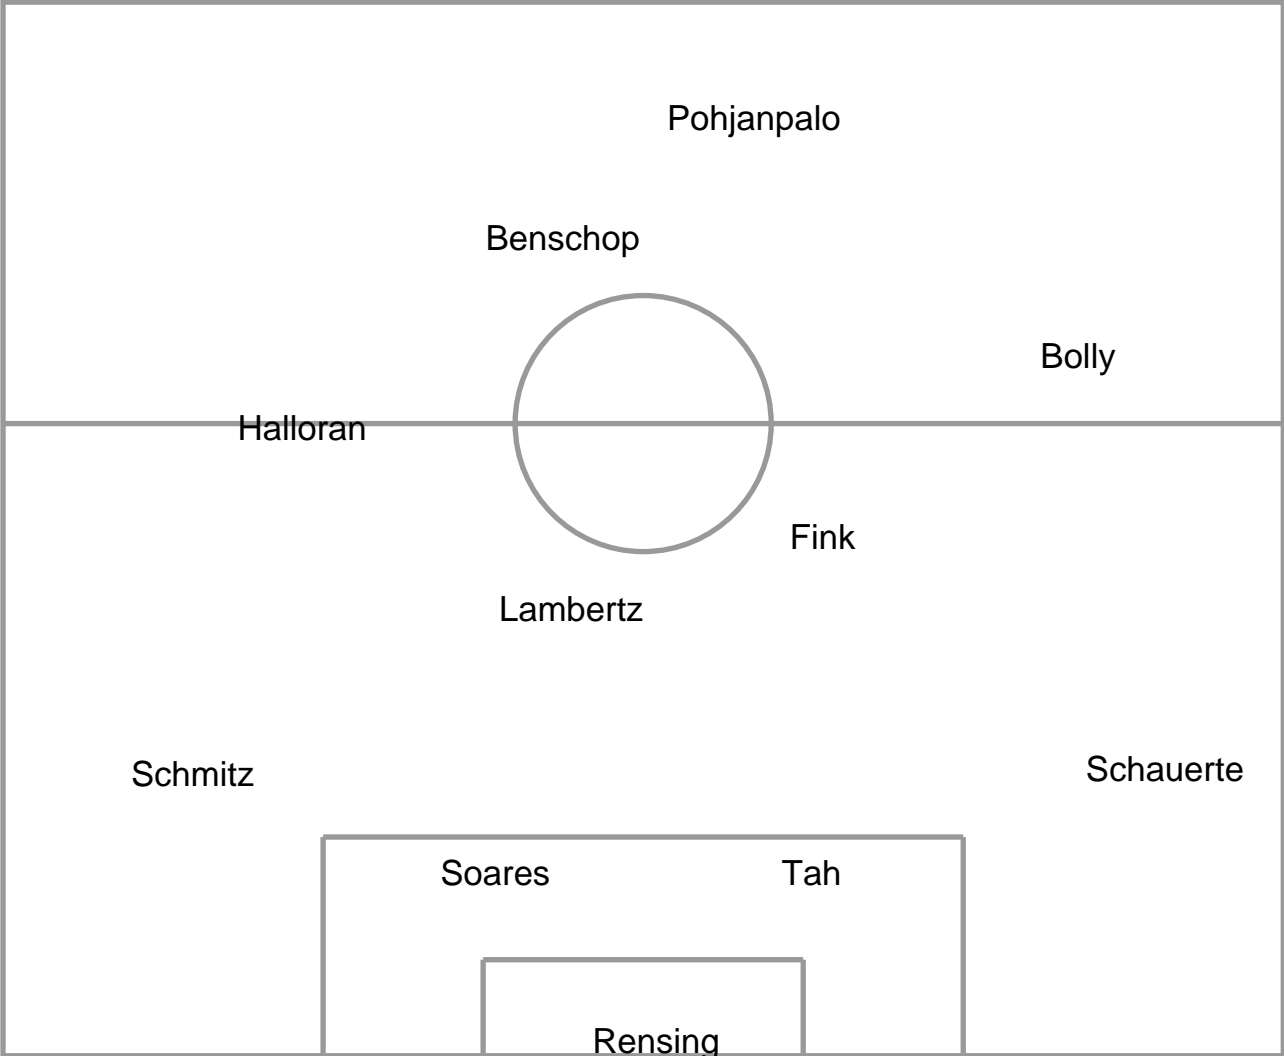 Pohjanpalo
Benschop
Bolly
Halloran
Fink
Lambertz
Schauerte
Schmitz
Soares
Tah
Rensing